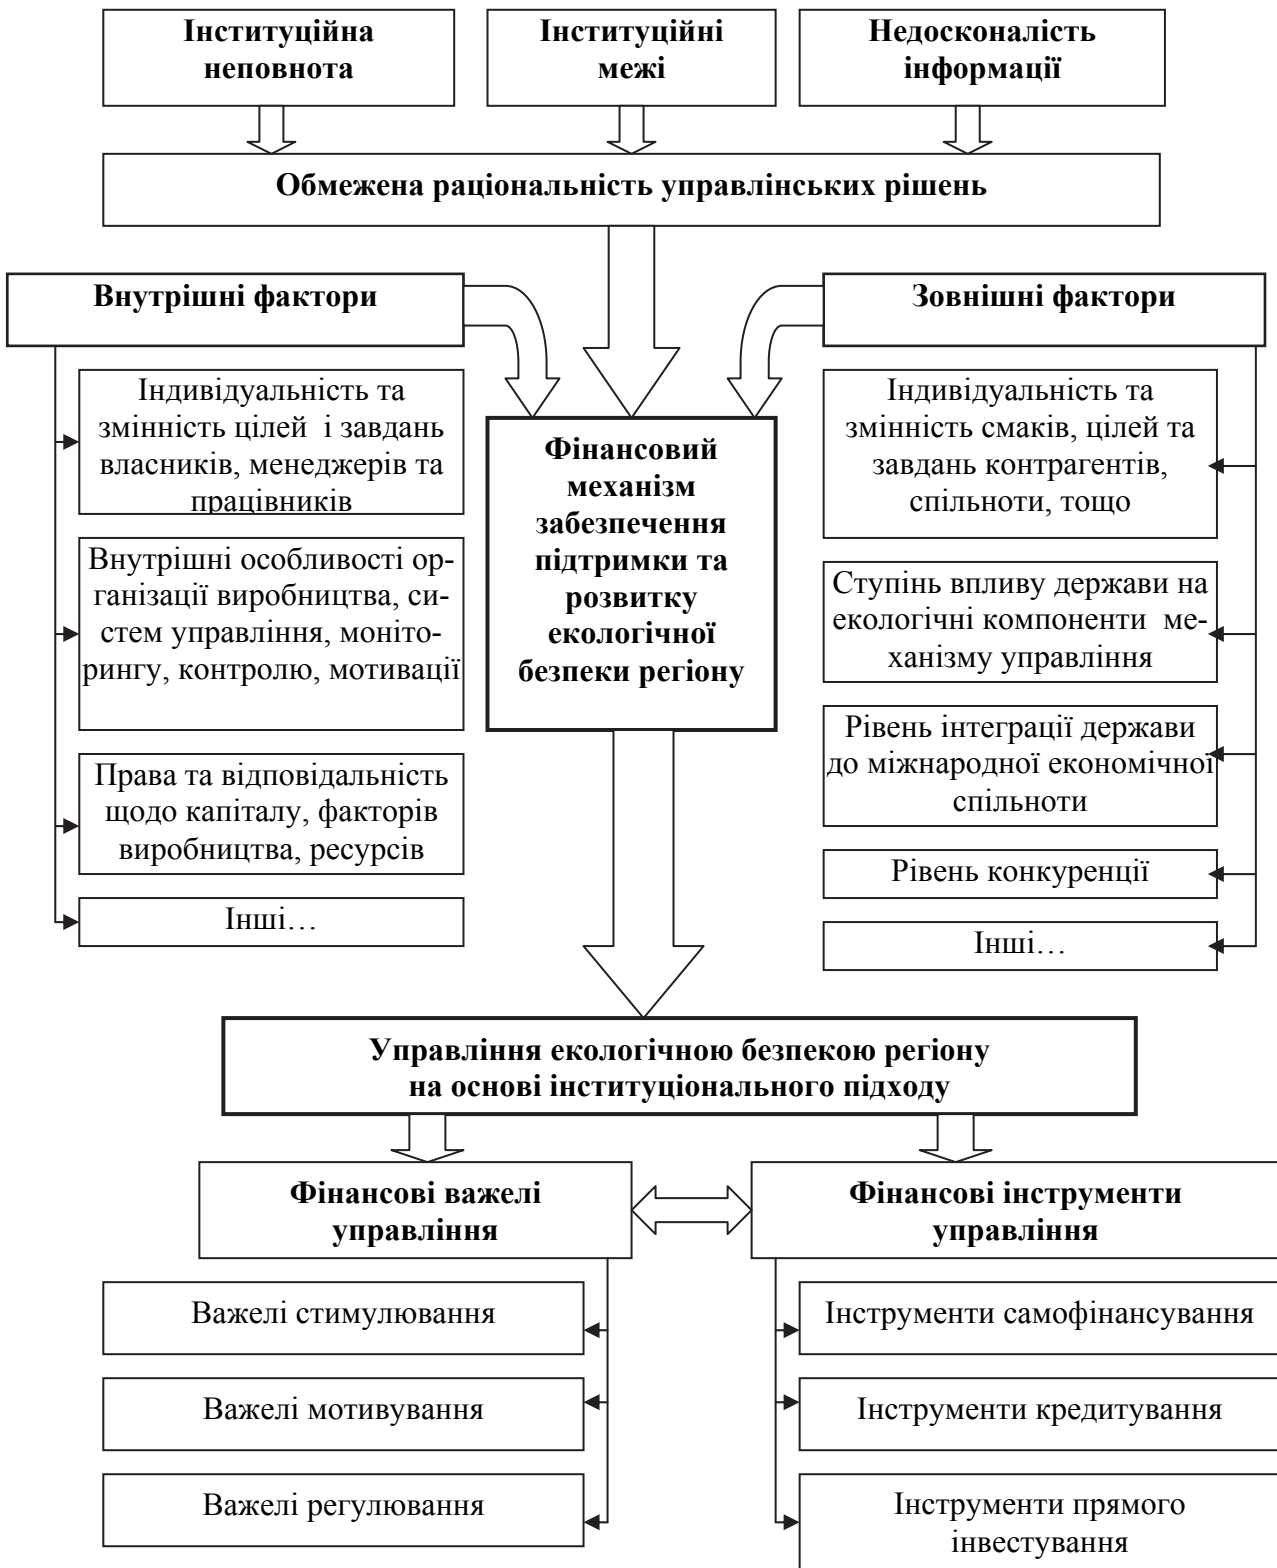 Інституційна
неповнота
Інституційні
межі
Недосконалість
інформації
Обмежена раціональність управлінських рішень
Внутрішні фактори
Зовнішні фактори
Індивідуальність та
змінність цілей і завдань
власників, менеджерів та
працівників
Внутрішні особливості ор-
ганізації виробництва, си-
стем управління, моніто-
рингу, контролю, мотивації
Права та відповідальність
щодо капіталу, факторів
виробництва, ресурсів
Інші…
Фінансовий
механізм
забезпечення
підтримки та
розвитку
екологічної
безпеки регіону
Індивідуальність та
змінність смаків, цілей та
завдань контрагентів,
спільноти, тощо
Ступінь впливу держави на
екологічні компоненти ме-
ханізму управління
Рівень інтеграції держави
до міжнародної економічної
спільноти
Рівень конкуренції
Інші…
Управління екологічною безпекою регіону
на основі інституціонального підходу
Фінансові важелі
управління
Фінансові інструменти
управління
Важелі стимулювання
Важелі мотивування
Важелі регулювання
Інструменти самофінансування
Інструменти кредитування
Інструменти прямого
інвестування